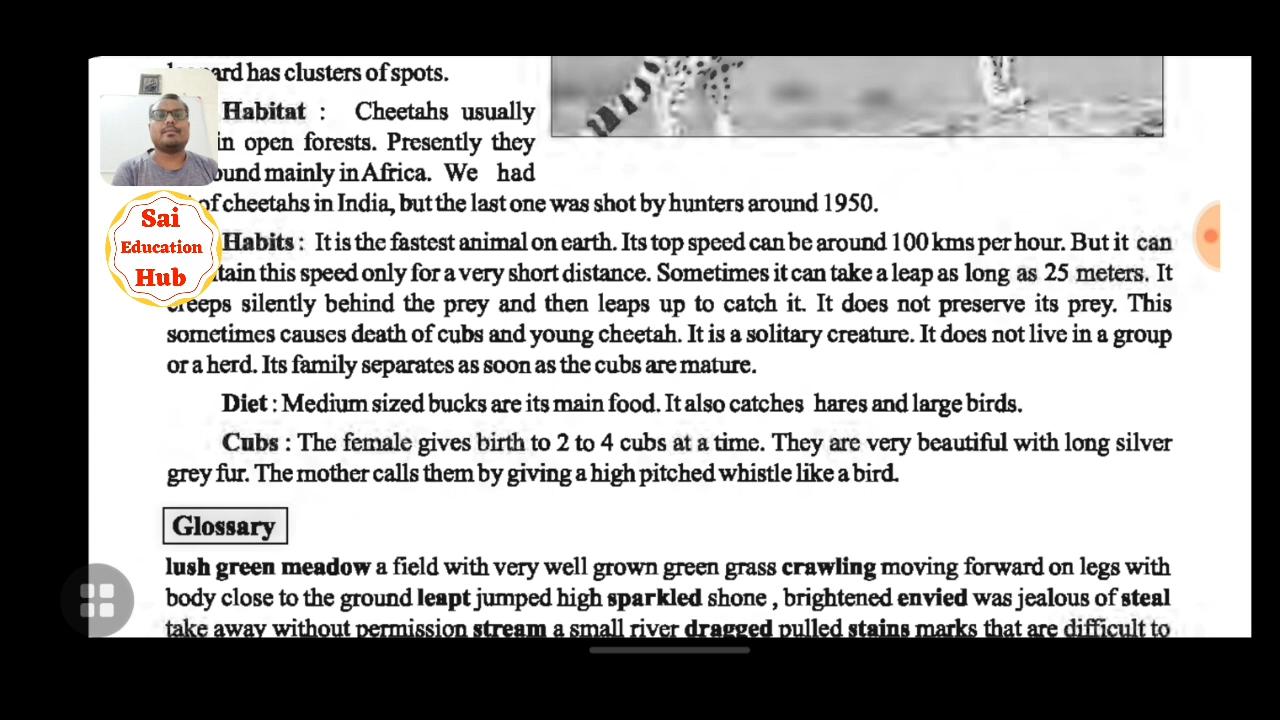 has clusters of spots.
Habitat : Cheetahs usually
in open forests. Presently they
mainly in Africa. We had
of cheetahs in India, but the last one was shot by hunters around 1950.
Sai
Education
Hub
Habits : It is the fastest animal on earth. Its top speed can be around 100 kms per hour. But it can
this speed only for a very short distance. Sometimes it can take a leap as long as 25 meters. It
creeps silently behind the prey and then leaps up to catch it. It does not preserve its prey. This
sometimes causes death of cubs and young cheetah. It is a solitary creature. It does not live in a group
or a herd. Its family separates as soon as the cubs are mature.
Diet : Medium sized bucks are its main food. It also catches hares and large birds.
Cubs : The female gives birth to 2 to 4 cubs at a time. They are very beautiful with long silver
grey fur. The mother calls them by giving a high pitched whistle like a bird.
Glossary
lush green meadow a field with very well grown green grass crawling moving forward on legs with
body close to the ground leapt jumped high sparkled shone , brightened envied was jealous of steal
take away without permission stream a small river dragged pulled stains marks that are difficult to